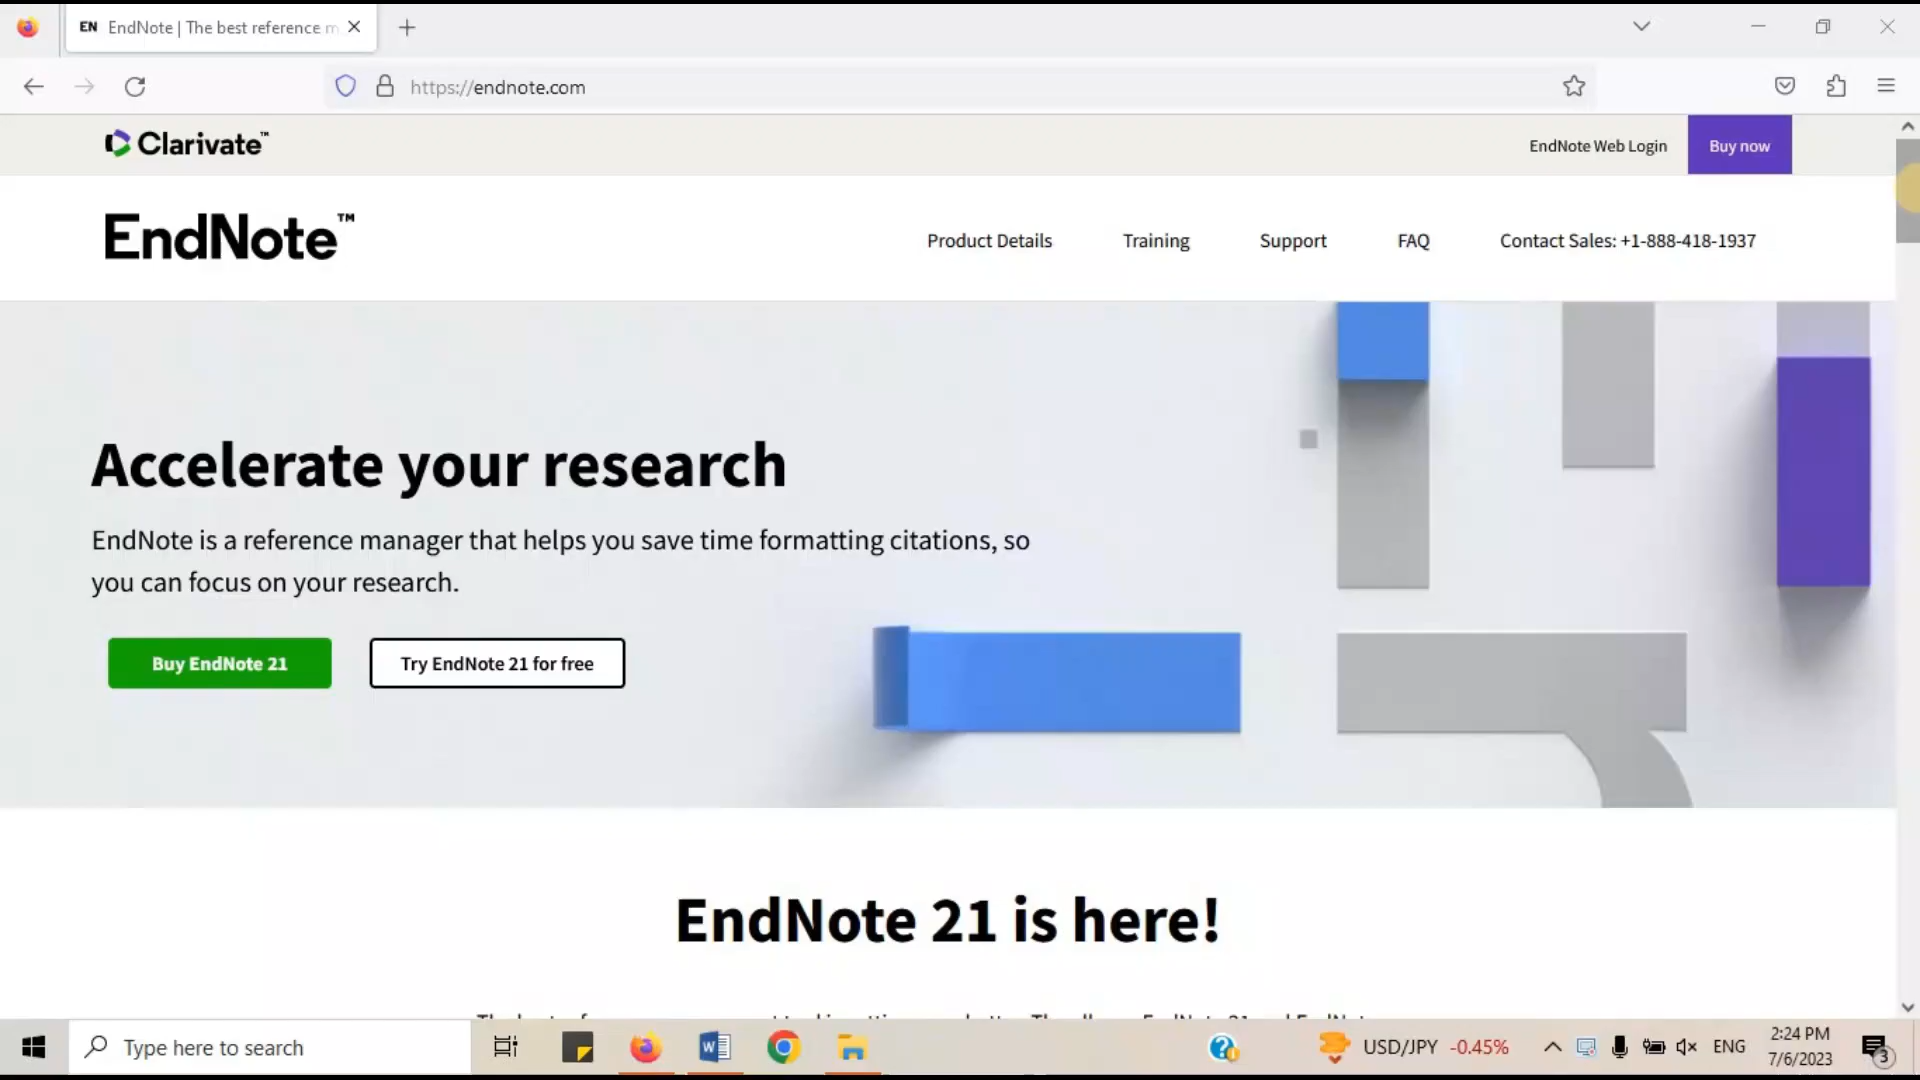 EN EndNote | The best reference m
https://endnote.com
Clarivate™
EndNote Web Login
Buy now
EndNote™
Product Details
Training
Support
FAQ
Contact Sales: +1-888-418-1937
Accelerate your research
EndNote is a reference manager that helps you save time formatting citations, so
you can focus on your research.
Buy EndNote 21
Try EndNote 21 for free
EndNote 21 is here!
Type here to search
USD/JPY -0.45%
ENG
2:24 PM
7/6/2023
3